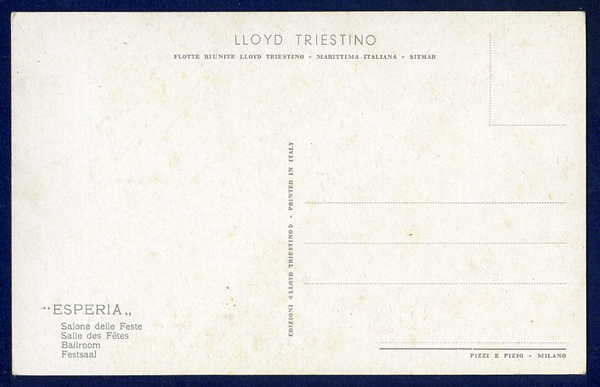 LLOYD TRIESTINO
FLOTTE RIUNITE LLOYD TRIESTINO - MARITTIMA ITALIANA - SITMAR
EDIZIONI «LLOYD TRIESTINO» - PRINTED IN ITALY
"ESPERIA„
Salone delle Feste
Salle des Fêtes
Ballroom
Festsaal
PIZZI E PIZIO - MILANO